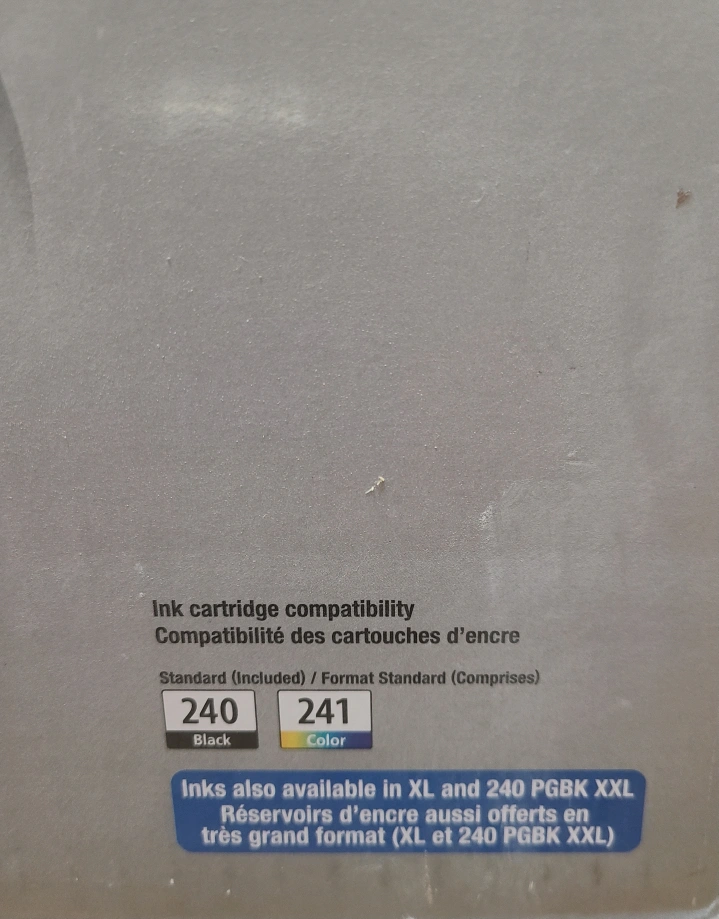 Ink cartridge compatibility
Compatibilité des cartouches d'encre
Standard (Included) / Format Standard (Comprises)
240 241
Black Color
Inks also available in XL and 240 PGBK XXL
Réservoirs d'encre aussi offerts en
très grand format (XL et 240 PGBK XXL)